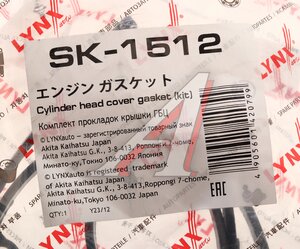 LYNX
SK-1512
エンジン ガスケット
Cylinder head cover gasket (kit)
Комплект прокладок крышки ГБЦ
© LYNXauto – зарегистрированный товарный знак
Akita Kaihatsu Japan
Akita Kaihatsu G.K., 3-8-413, Roppongi 7-chome,
Минато-ку, Токио 106-0032 Япония
© LYNXauto is registered trademark
of Akita Kaihatsu Japan
Akita Kaihatsu G.K., 3-8-413, Roppongi 7-chome,
Minato-ku, Tokyo 106-0032 Japan
QTY:1 Y23/12
EAC